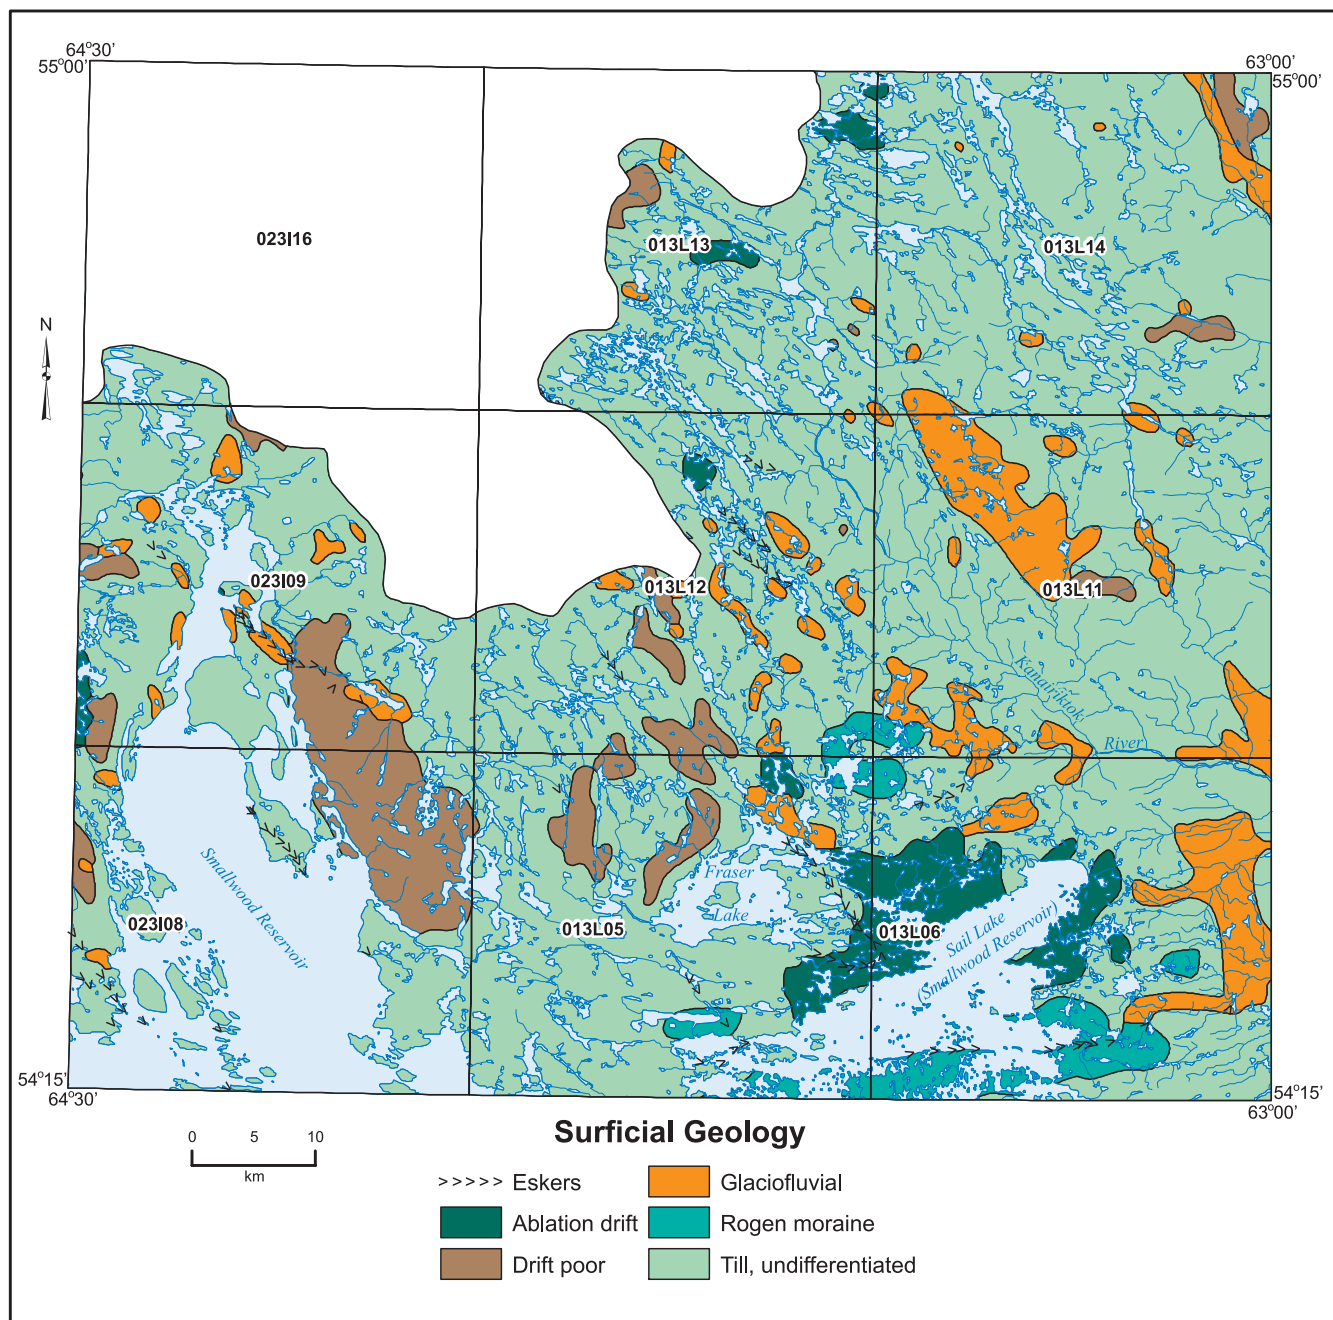 64°30'
55°00'
63°00'
55°00'
023I16
013L13
013L14
N
023I09
013L12
013L11
Kanairiktok
River
Smallwood Reservoir
Fraser
Lake
023I08
013L05
013L06
Sail Lake
(Smallwood Reservoir)
54°15'
64°30'
54°15'
63°00'
0 5 10
km
Surficial Geology
>>>>> Eskers
Glaciofluvial
Ablation drift
Rogen moraine
Drift poor
Till, undifferentiated